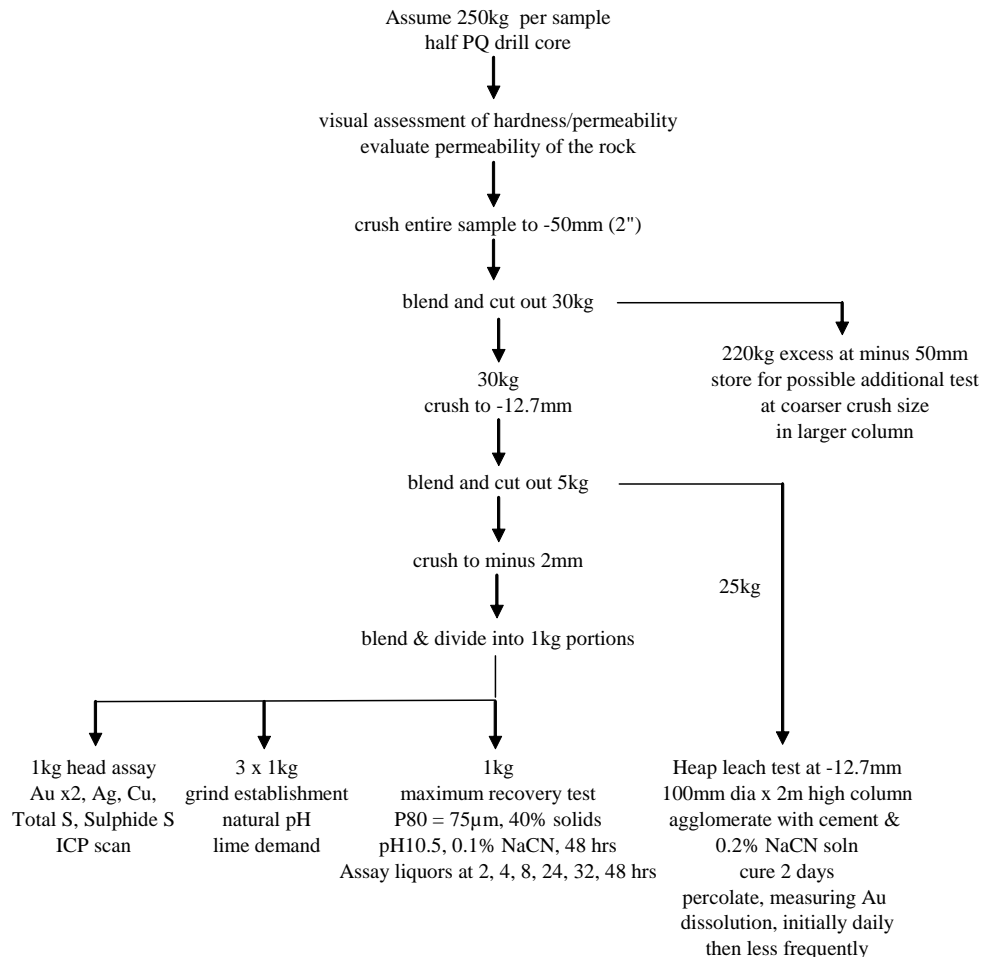 Assume 250kg per sample
half PQ drill core
visual assessment of hardness/permeability
evaluate permeability of the rock
crush entire sample to -50mm (2")
blend and cut out 30kg
220kg excess at minus 50mm
store for possible additional test
at coarser crush size
in larger column
30kg
crush to -12.7mm
blend and cut out 5kg
crush to minus 2mm
25kg
blend & divide into 1kg portions
1kg head assay
Au x2, Ag, Cu,
Total S, Sulphide S
ICP scan
3 x 1kg
grind establishment
natural pH
lime demand
1kg
maximum recovery test
P80 = 75µm, 40% solids
pH10.5, 0.1% NaCN, 48 hrs
Assay liquors at 2, 4, 8, 24, 32, 48 hrs
Heap leach test at -12.7mm
100mm dia x 2m high column
agglomerate with cement &
0.2% NaCN soln
cure 2 days
percolate, measuring Au
dissolution, initially daily
then less frequently